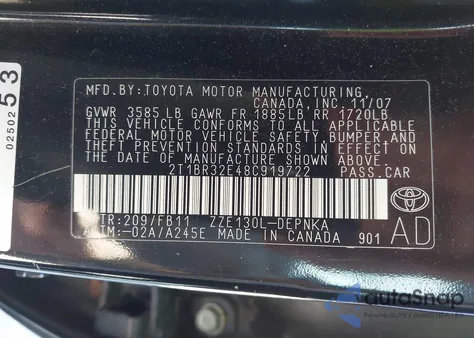 MFD. BY: TOYOTA MOTOR MANUFACTURING,
CANADA, INC. 11/07
GVWR 3585 LB GAWR FR 1885LB RR 1720LB
THIS VEHICLE CONFORMS TO ALL APPLICABLE
FEDERAL MOTOR VEHICLE SAFETY, BUMPER, AND
THEFT PREVENTION STANDARDS IN EFFECT ON
THE DATE OF MANUFACTURE SHOWN ABOVE.
2T1BR32E48C919722 PASS.CAR
C/TR:209/FB11 ZZE130L-DEPNKA
A/TM:-02A/A245E MADE IN CANADA 901 AD
TOYOTA
02502 53
autoSnap